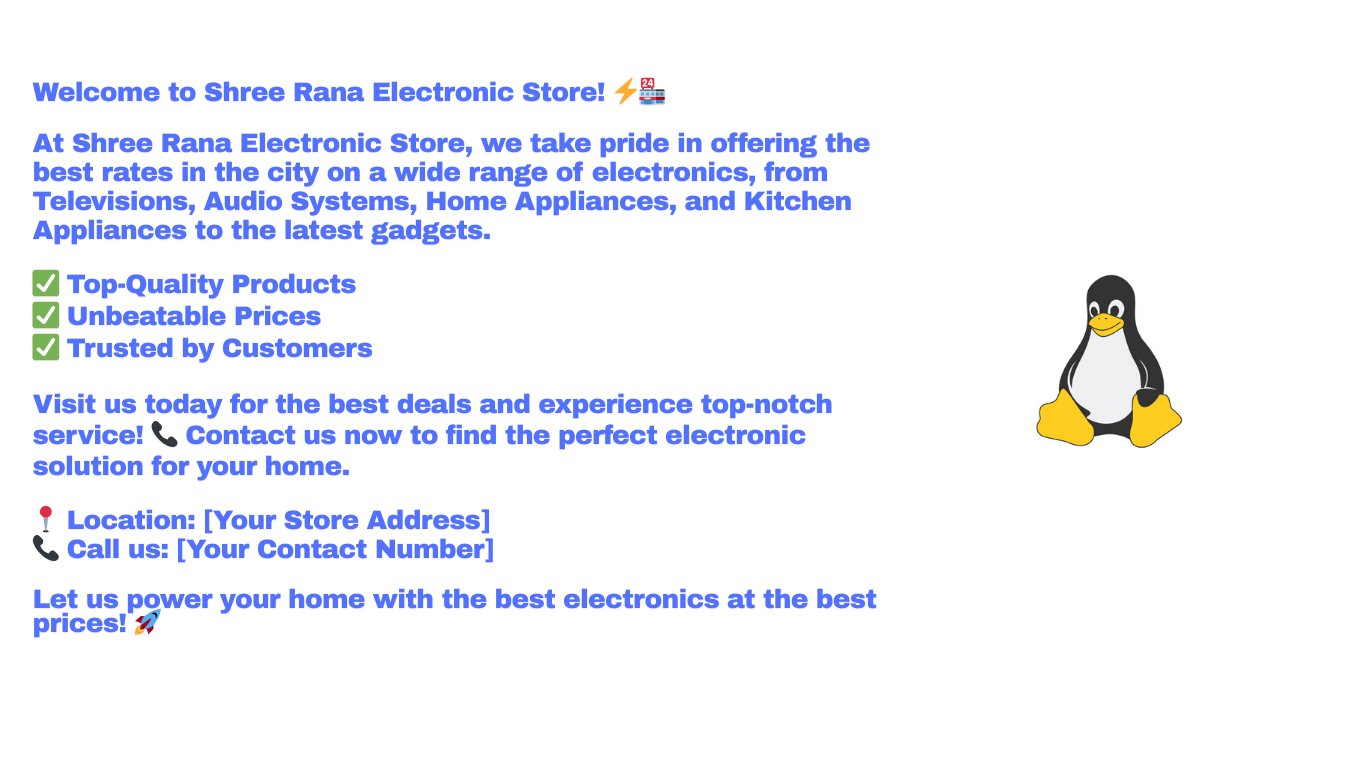 Welcome to Shree Rana Electronic Store! ⚡🏪
At Shree Rana Electronic Store, we take pride in offering the
best rates in the city on a wide range of electronics, from
Televisions, Audio Systems, Home Appliances, and Kitchen
Appliances to the latest gadgets.
✅ Top-Quality Products
✅ Unbeatable Prices
✅ Trusted by Customers
Visit us today for the best deals and experience top-notch
service! 📞 Contact us now to find the perfect electronic
solution for your home.
📍 Location: [Your Store Address]
📞 Call us: [Your Contact Number]
Let us power your home with the best electronics at the best
prices! 🚀